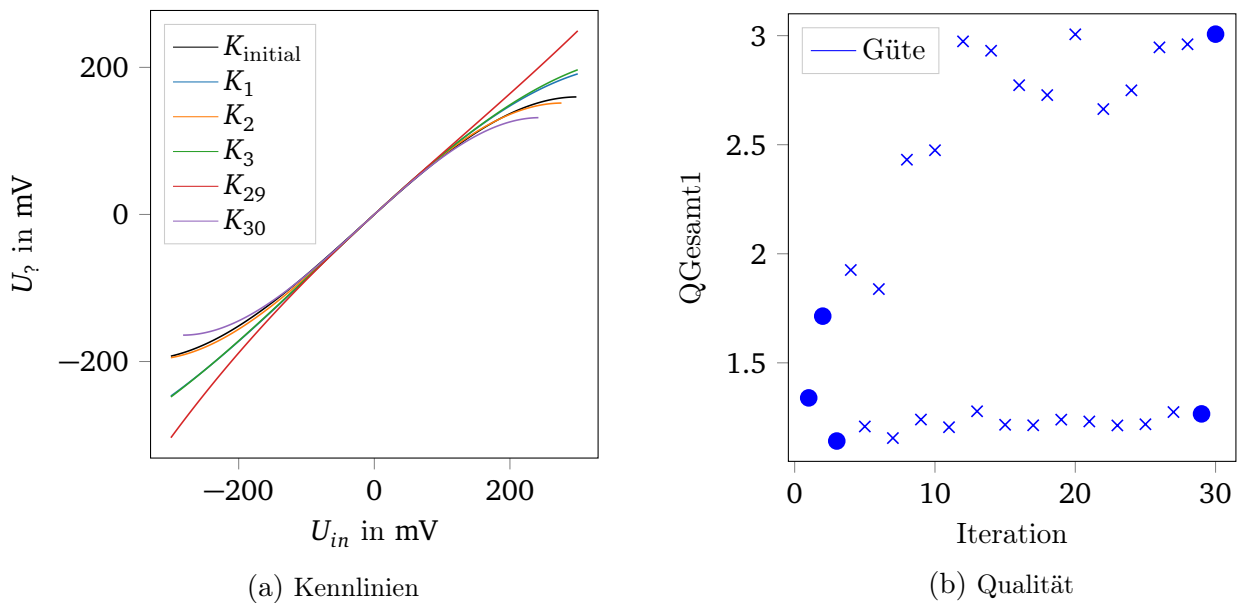 K_initial
K_1
K_2
K_3
K_29
K_30
200
0
−200
U_? in mV
−200 0 200
U_in in mV
(a) Kennlinien
Güte
3
2.5
2
1.5
QGesamt1
0 10 20 30
Iteration
(b) Qualität